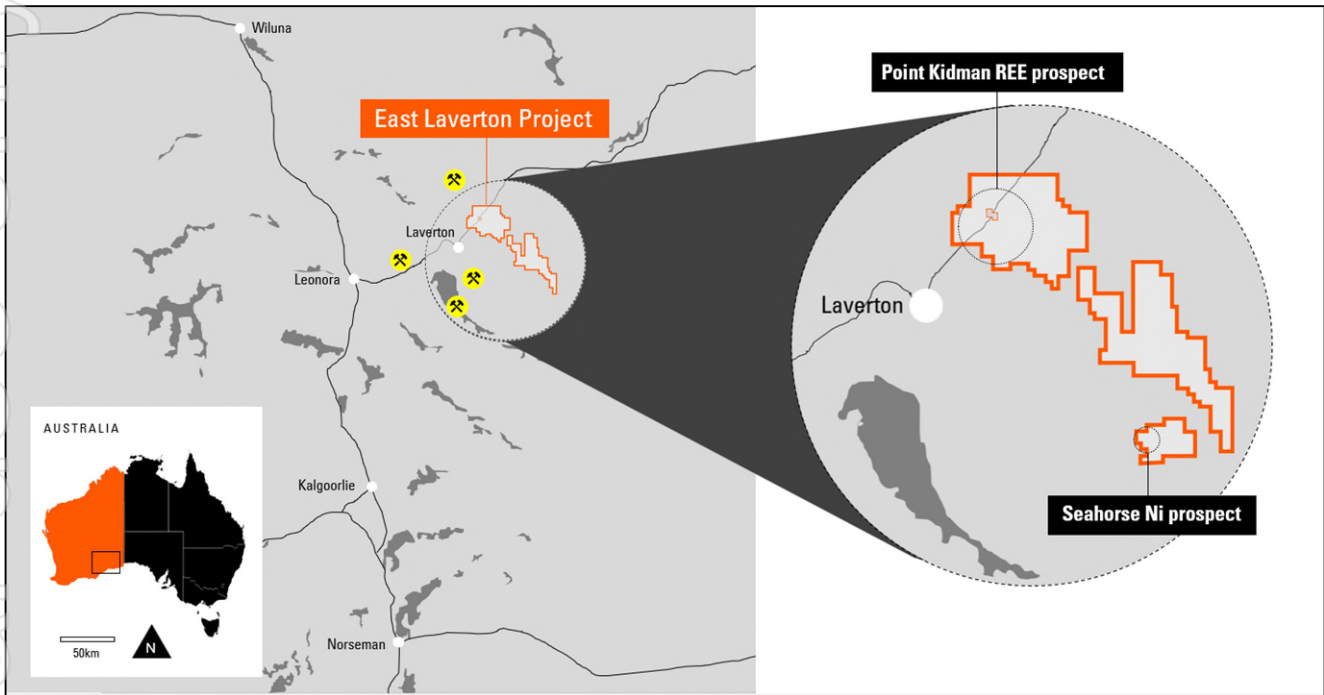 Wiluna
East Laverton Project
Laverton
Leonora
Kalgoorlie
Norseman
AUSTRALIA
50km
N
Point Kidman REE prospect
Laverton
Seahorse Ni prospect